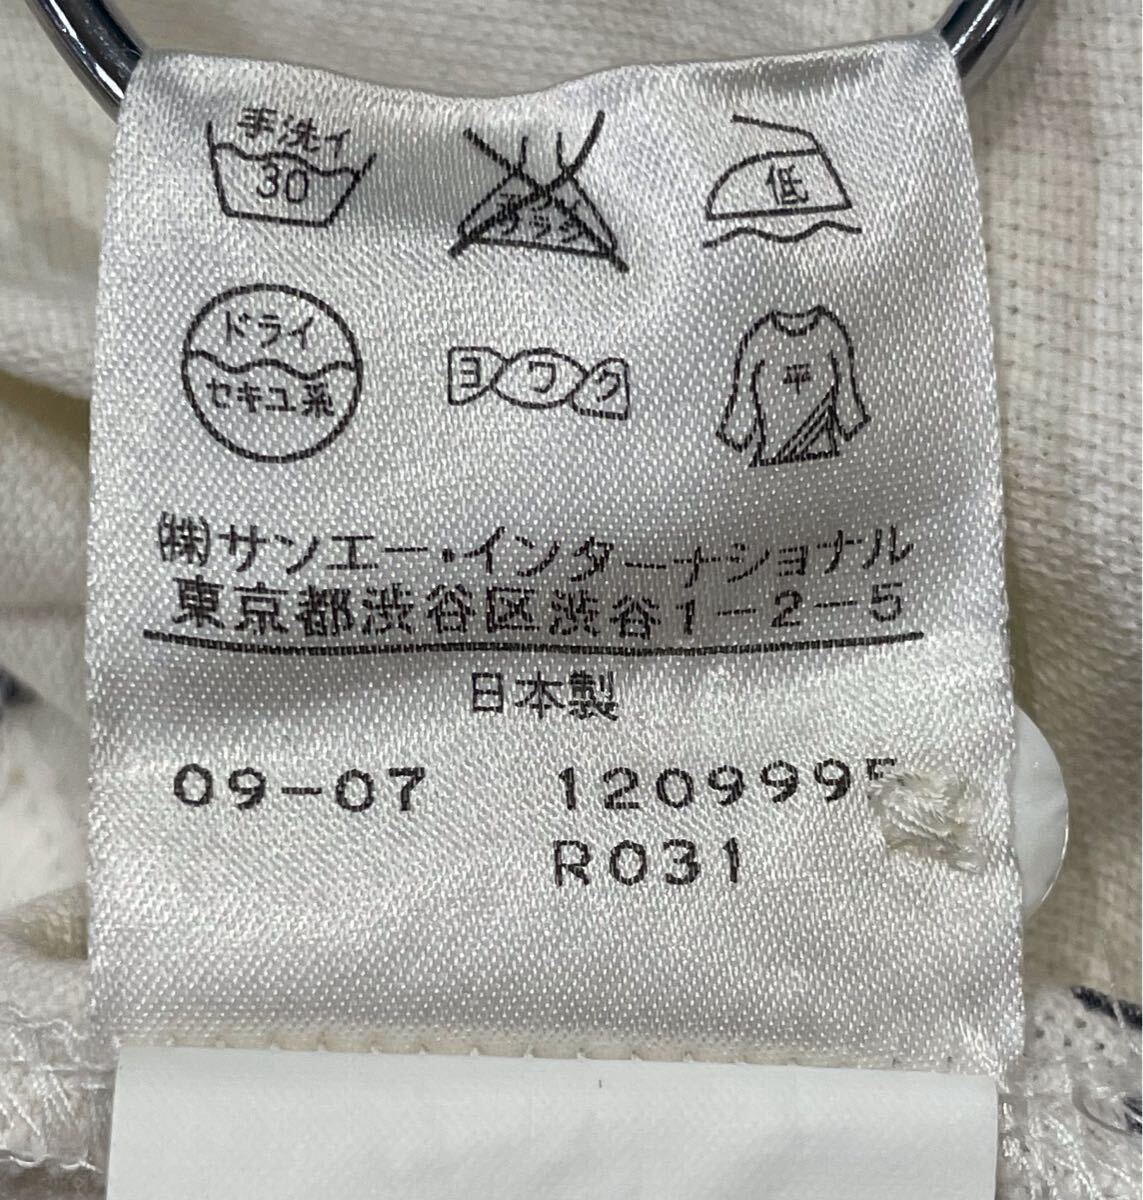 手洗イ
30
低
ドライ
セキユ系
ヨワク
平
㈱サンエー・インターナショナル
東京都渋谷区渋谷1-2-5
日本製
09-07 1209995
R031